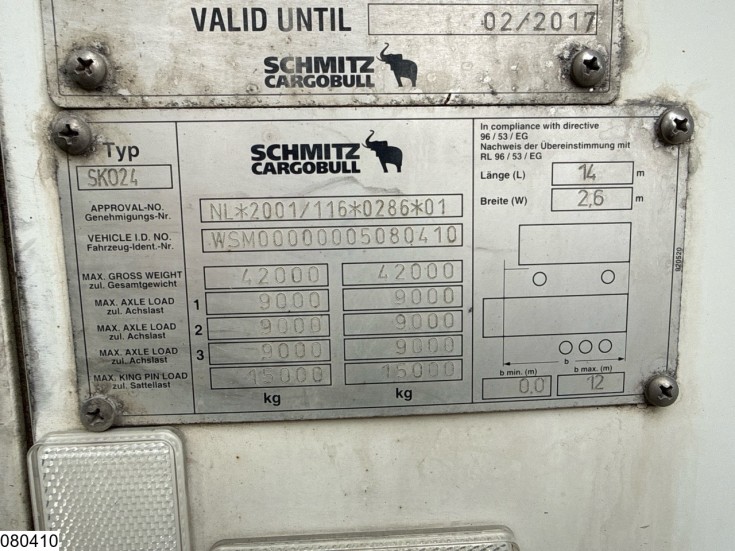 VALID UNTIL 02/2017
SCHMITZ
CARGOBULL
Typ
SKO24
SCHMITZ
CARGOBULL
In compliance with directive
96 / 53 / EG
Nachweis der Übereinstimmung mit
RL 96 / 53 / EG
Länge (L) 14 m
Breite (W) 2,6 m
APPROVAL-NO.
Genehmigungs-Nr.
NL*2001/116*0286*01
VEHICLE I.D. NO.
Fahrzeug-Ident.-Nr.
WSM00000005080410
MAX. GROSS WEIGHT
zul. Gesamtgewicht
42000 42000
MAX. AXLE LOAD
zul. Achslast
1 9000 9000
MAX. AXLE LOAD
zul. Achslast
2 9000 9000
MAX. AXLE LOAD
zul. Achslast
3 9000 9000
MAX. KING PIN LOAD
zul. Sattellast
15000 15000
kg kg
b
b min. (m) b max. (m)
0,0 12
920520
080410